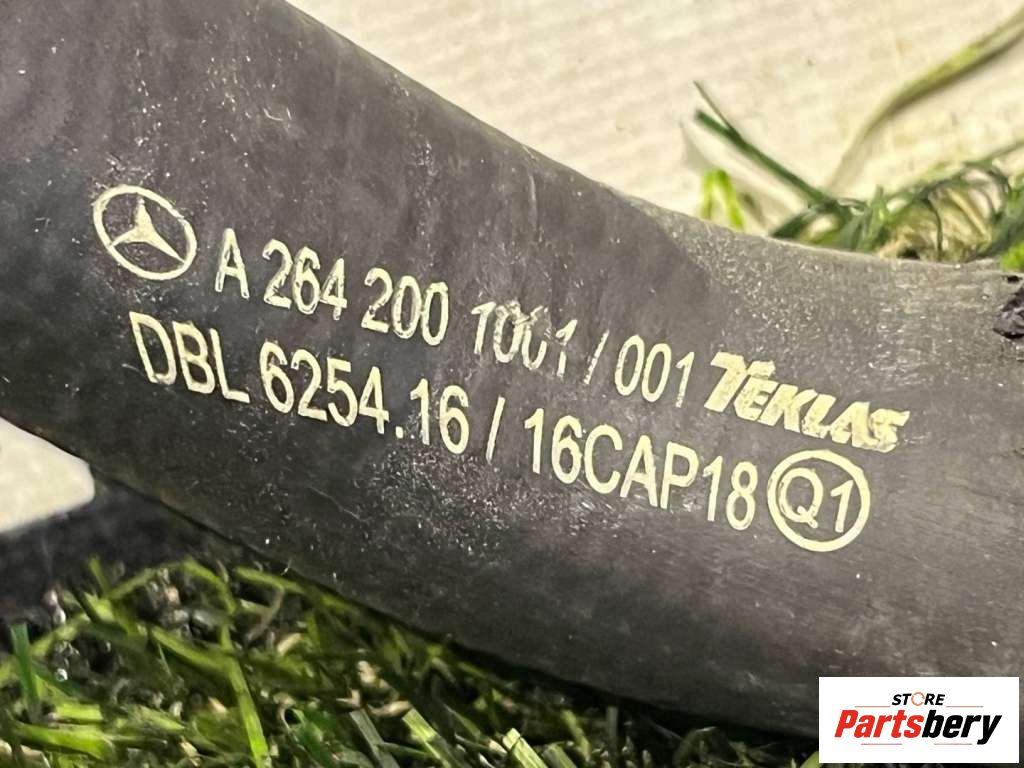 A 264 200 1001 / 001 TEKLAS
DBL 6254.16 / 16CAP18 Q1
STORE
Partsbery